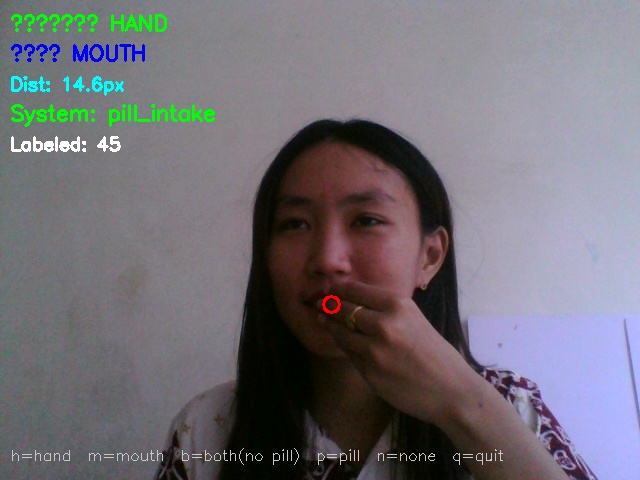 ??????? HAND
???? MOUTH
Dist: 14.6px
System: pill_intake
Labeled: 45
h=hand m=mouth b=both(no pill) p=pill n=none q=quit